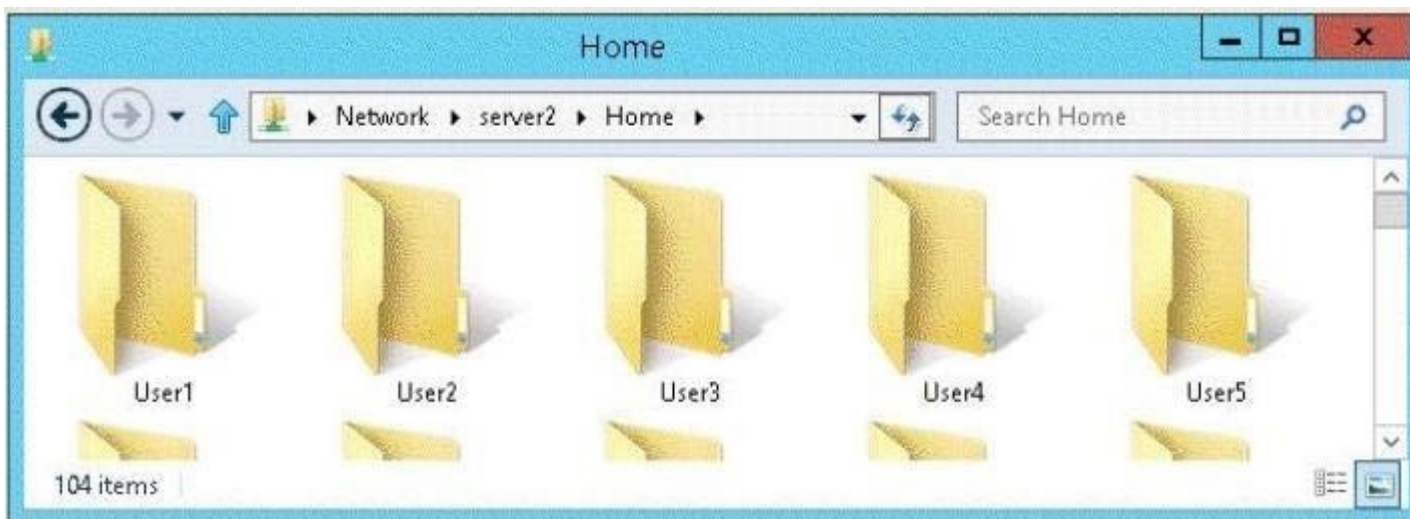 Home
Network server2 Home
Search Home
User1 User2 User3 User4 User5
104 items